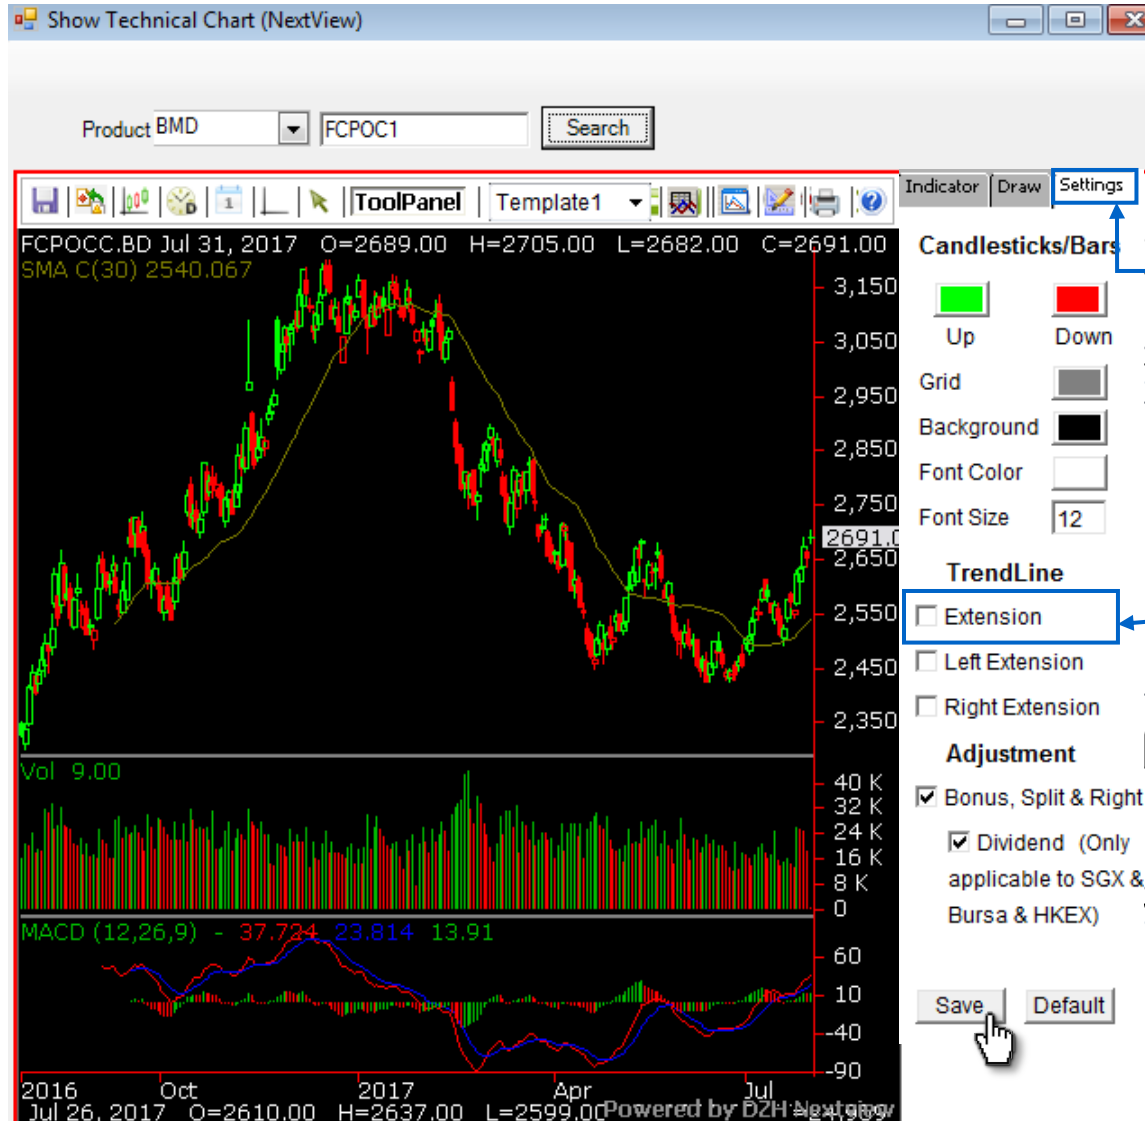 Show Technical Chart (NextView)
Product BMD FCPOC1 Search
ToolPanel Template1
Indicator Draw Settings
FCPOCC.BD Jul 31, 2017 O=2689.00 H=2705.00 L=2682.00 C=2691.00
SMA C(30) 2540.067
3,150
3,050
2,950
2,850
2,750
2691.0
2,650
2,550
2,450
2,350
Vol 9.00
40 K
32 K
24 K
16 K
8 K
0
MACD (12,26,9) - 37.724 23.814 13.91
60
10
-40
-90
2016 Oct 2017 Apr Jul
Jul 26, 2017 O=2610.00 H=2637.00 L=2599.00
Powered by DZH Nextview
Candlesticks/Bars
Up Down
Grid
Background
Font Color
Font Size 12
TrendLine
Extension
Left Extension
Right Extension
Adjustment
Bonus, Split & Right
Dividend (Only
applicable to SGX &
Bursa & HKEX)
Save Default